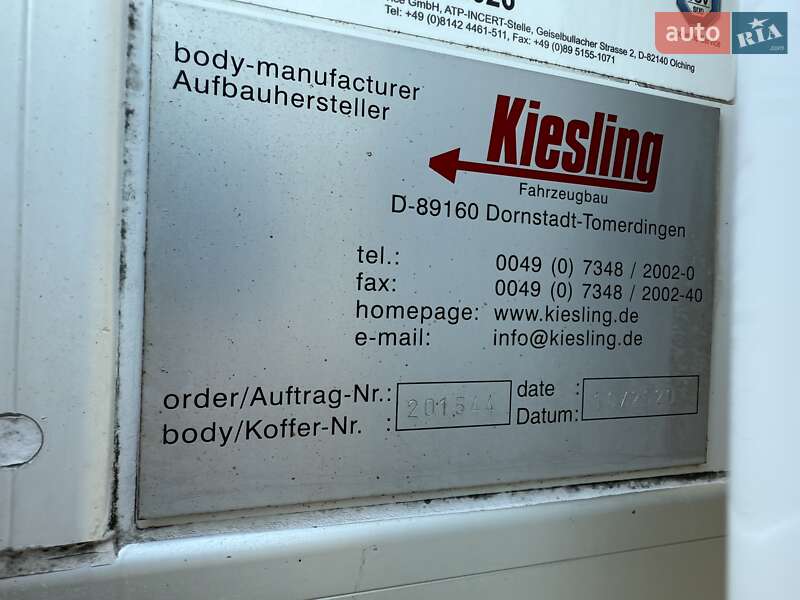 GmbH, ATP-INCERT-Stelle, Geiselbullacher Strasse 2, D-82140 Olching
Tel: +49 (0)8142 4461-511, Fax: +49 (0)89 5155-1071
auto RIA
.com
body-manufacturer
Aufbauhersteller
Kiesling
Fahrzeugbau
D-89160 Dornstadt-Tomerdingen
tel.: 0049 (0) 7348 / 2002-0
fax: 0049 (0) 7348 / 2002-40
homepage: www.kiesling.de
e-mail: info@kiesling.de
order/Auftrag-Nr.: 201544 date :
body/Koffer-Nr. : Datum: